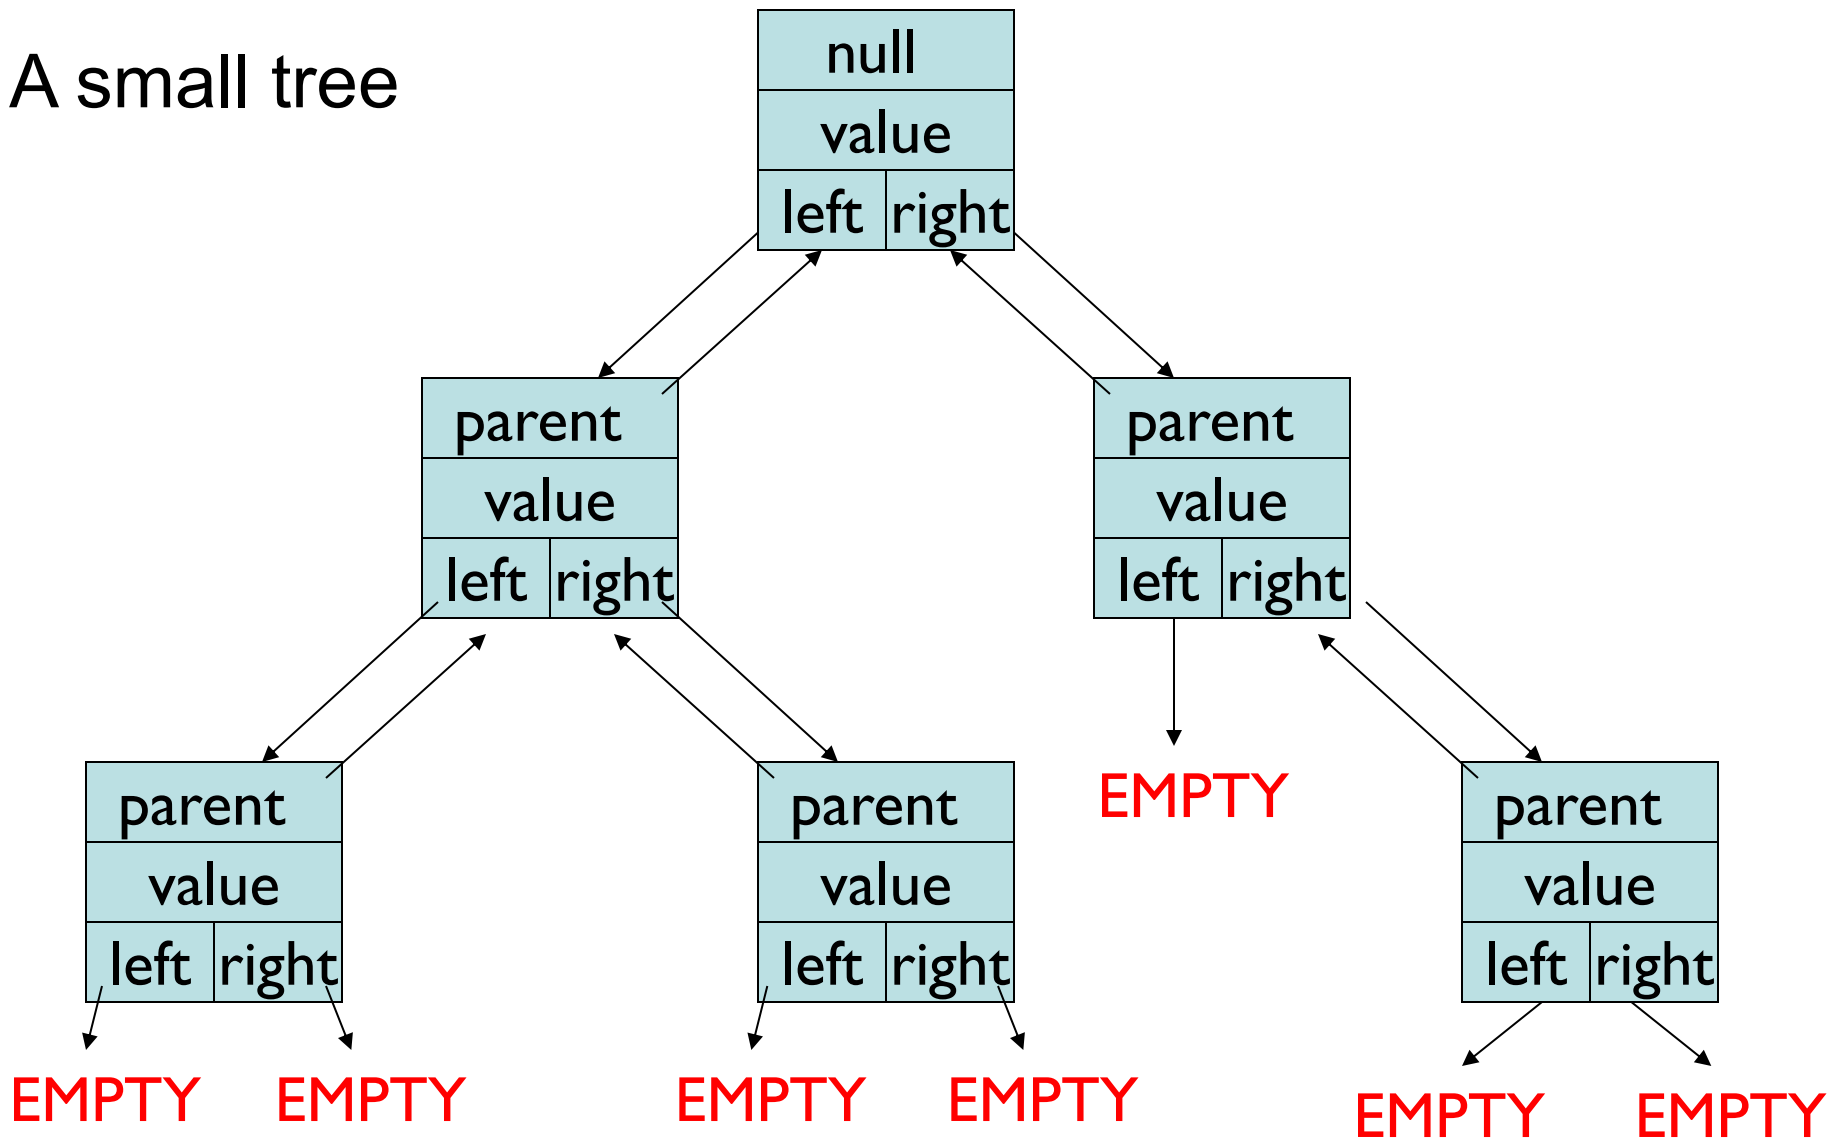 A small tree
null
value
left right
parent
value
left right
parent
value
left right
parent
value
left right
parent
value
left right
EMPTY
parent
value
left right
EMPTY EMPTY EMPTY EMPTY EMPTY EMPTY